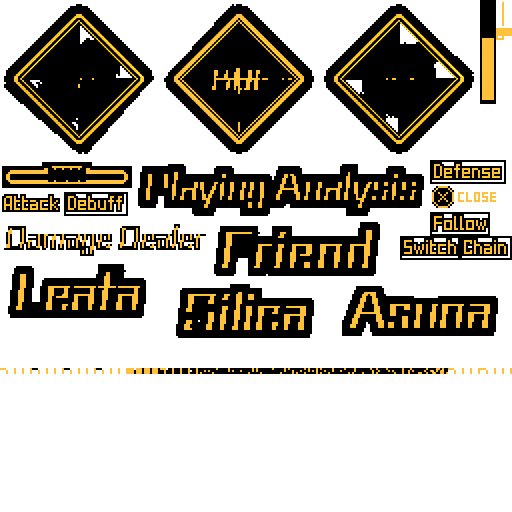 Playing Analysis
Defense
CLOSE
Attack
Debuff
Follow
Damage Dealer
Friend
Switch Chain
Leafa
Silica
Asuna